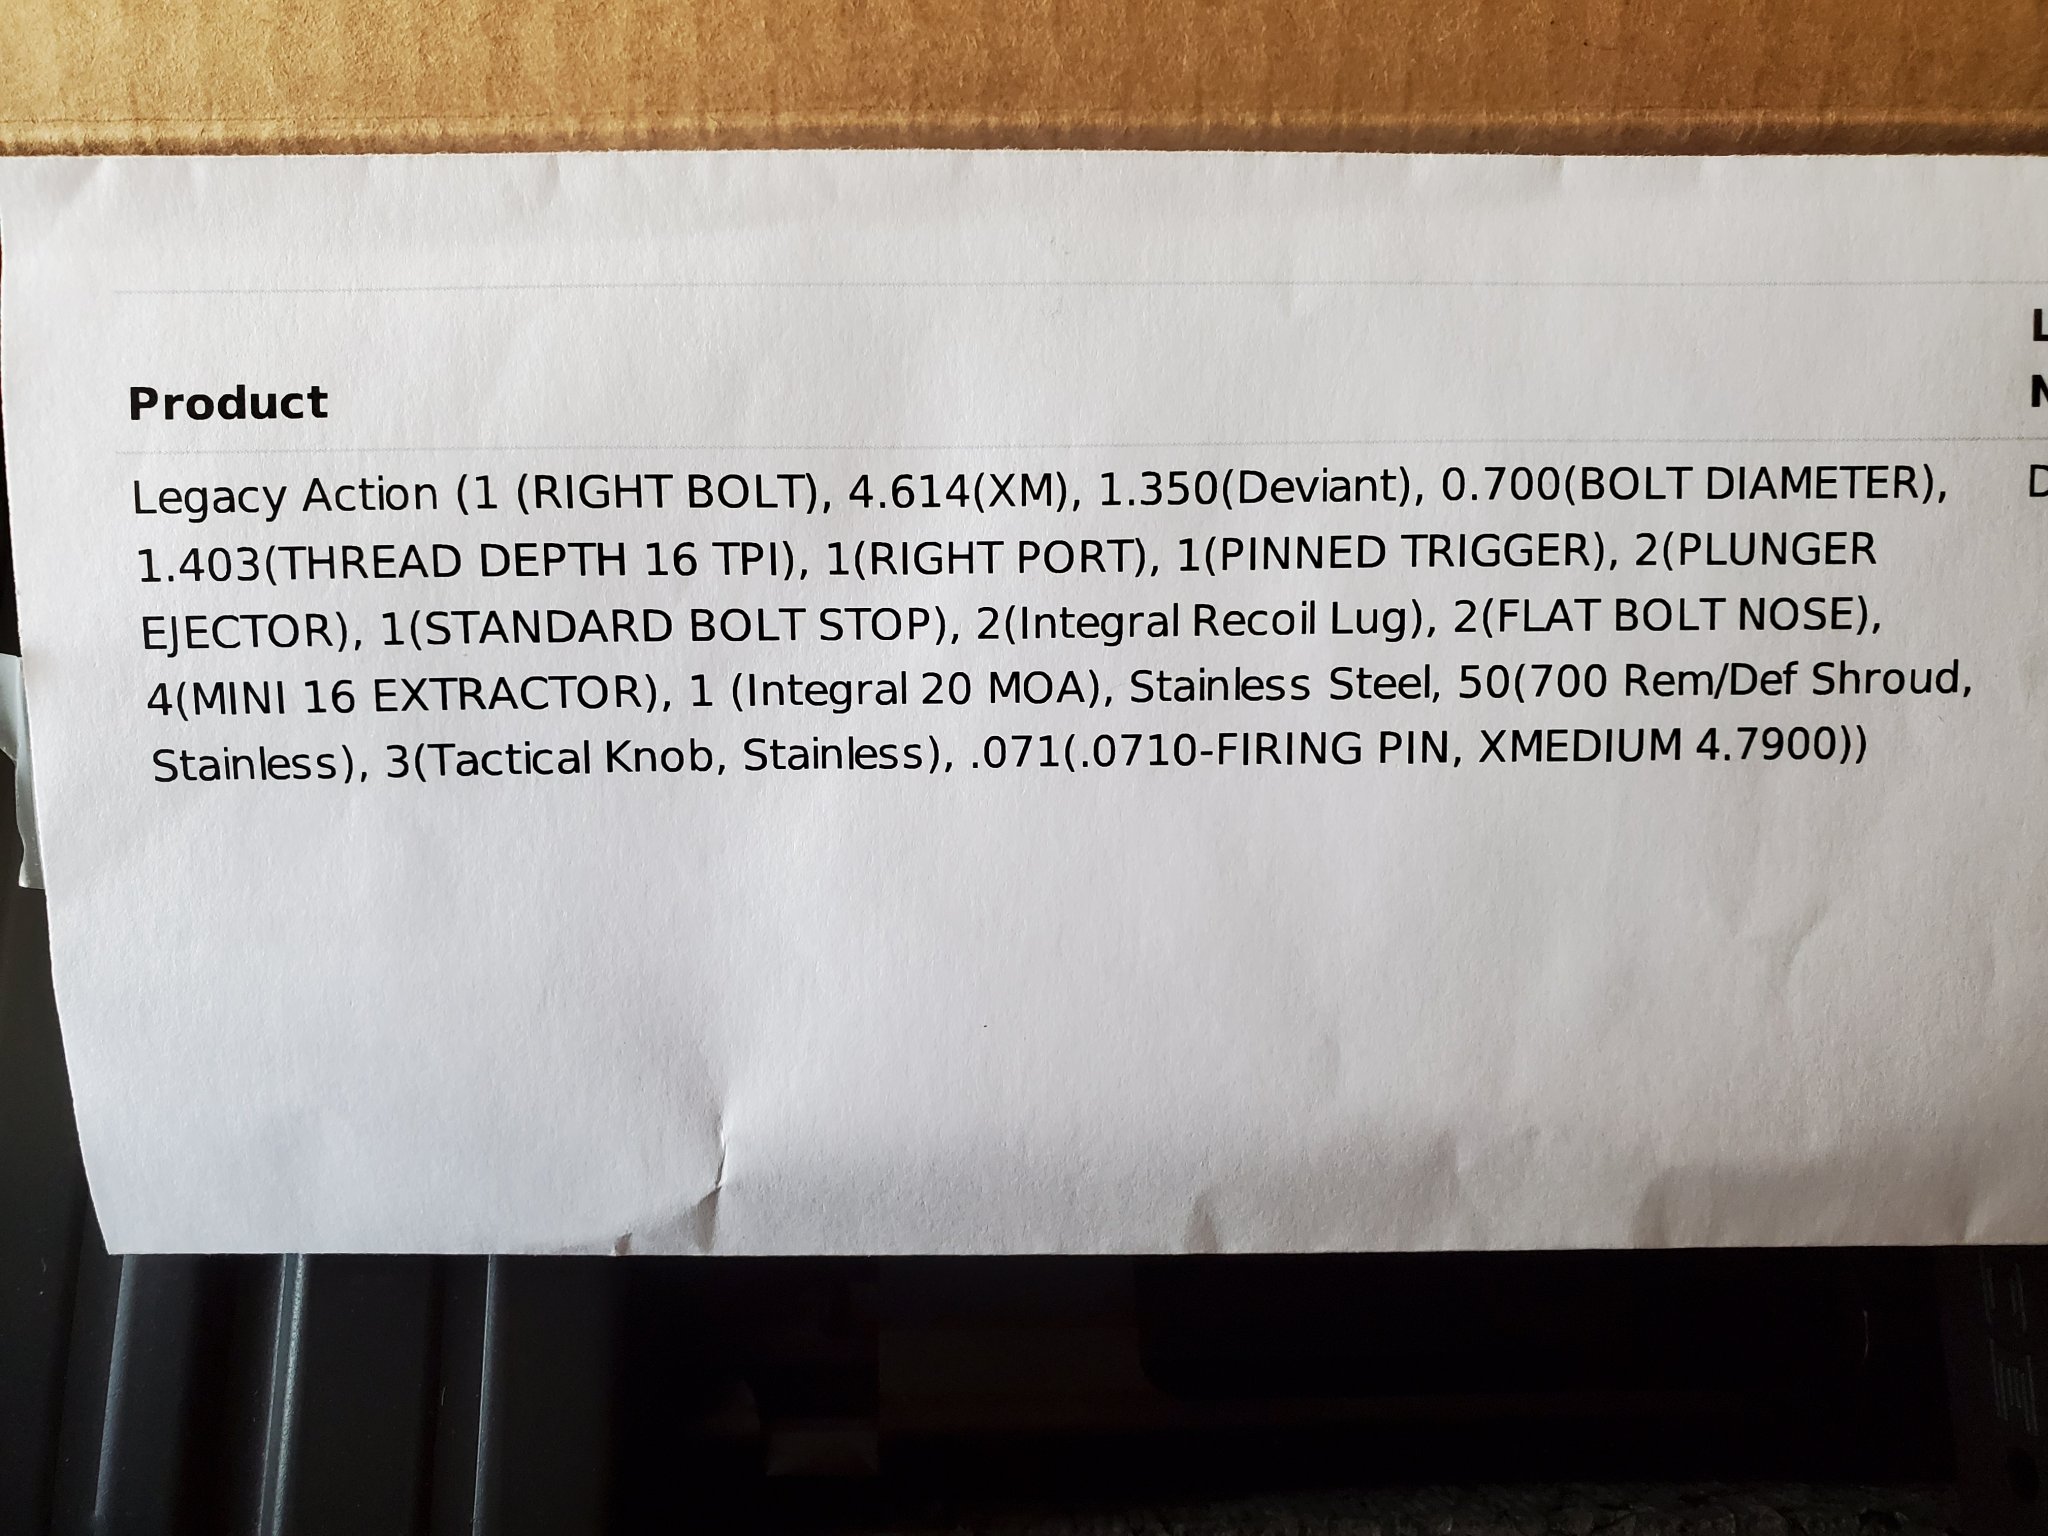 Product
Legacy Action (1 (RIGHT BOLT), 4.614(XM), 1.350(Deviant), 0.700(BOLT DIAMETER),
1.403(THREAD DEPTH 16 TPI), 1(RIGHT PORT), 1(PINNED TRIGGER), 2(PLUNGER
EJECTOR), 1(STANDARD BOLT STOP), 2(Integral Recoil Lug), 2(FLAT BOLT NOSE),
4(MINI 16 EXTRACTOR), 1 (Integral 20 MOA), Stainless Steel, 50(700 Rem/Def Shroud,
Stainless), 3(Tactical Knob, Stainless), .071(.0710-FIRING PIN, XMEDIUM 4.7900))